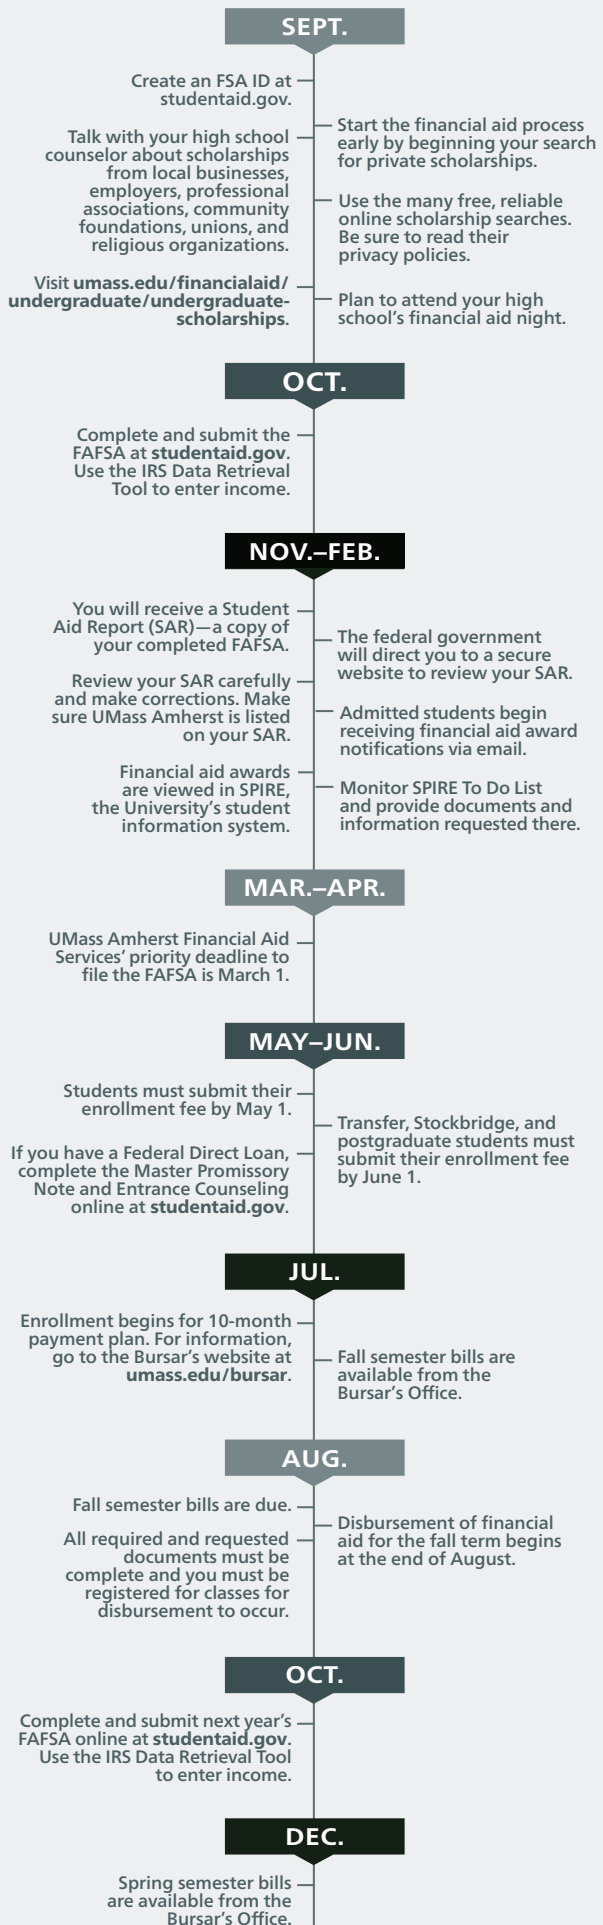 SEPT.
Create an FSA ID at
studentaid.gov.
Start the financial aid process
early by beginning your search
for private scholarships.
Talk with your high school
counselor about scholarships
from local businesses,
employers, professional
associations, community
foundations, unions, and
religious organizations.
Use the many free, reliable
online scholarship searches.
Be sure to read their
privacy policies.
Visit umass.edu/financialaid/
undergraduate/undergraduate-
scholarships.
Plan to attend your high
school's financial aid night.
OCT.
Complete and submit the
FAFSA at studentaid.gov.
Use the IRS Data Retrieval
Tool to enter income.
NOV.–FEB.
You will receive a Student
Aid Report (SAR)—a copy of
your completed FAFSA.
The federal government
will direct you to a secure
website to review your SAR.
Review your SAR carefully
and make corrections. Make
sure UMass Amherst is listed
on your SAR.
Admitted students begin
receiving financial aid award
notifications via email.
Financial aid awards
are viewed in SPIRE,
the University's student
information system.
Monitor SPIRE To Do List
and provide documents and
information requested there.
MAR.–APR.
UMass Amherst Financial Aid
Services' priority deadline to
file the FAFSA is March 1.
MAY–JUN.
Students must submit their
enrollment fee by May 1.
Transfer, Stockbridge, and
postgraduate students must
submit their enrollment fee
by June 1.
If you have a Federal Direct Loan,
complete the Master Promissory
Note and Entrance Counseling
online at studentaid.gov.
JUL.
Enrollment begins for 10-month
payment plan. For information,
go to the Bursar's website at
umass.edu/bursar.
Fall semester bills are
available from the
Bursar's Office.
AUG.
Fall semester bills are due.
Disbursement of financial
aid for the fall term begins
at the end of August.
All required and requested
documents must be
complete and you must be
registered for classes for
disbursement to occur.
OCT.
Complete and submit next year's
FAFSA online at studentaid.gov.
Use the IRS Data Retrieval Tool
to enter income.
DEC.
Spring semester bills
are available from the
Bursar's Office.